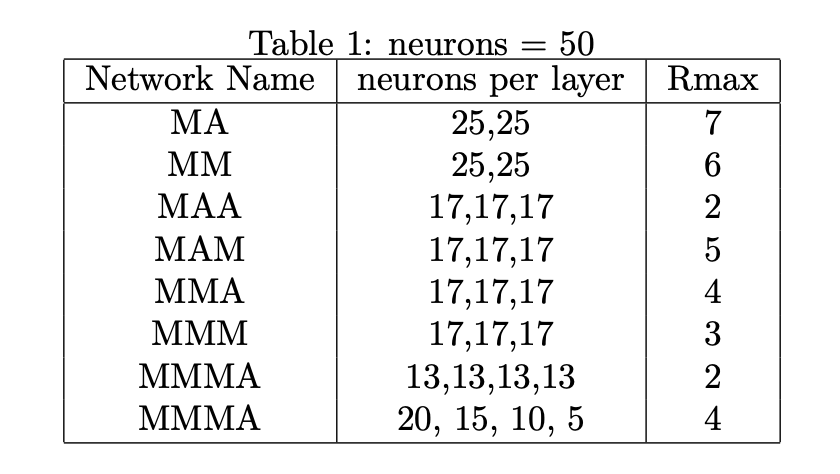 Table 1: neurons = 50
Network Name neurons per layer Rmax
MA 25,25 7
MM 25,25 6
MAA 17,17,17 2
MAM 17,17,17 5
MMA 17,17,17 4
MMM 17,17,17 3
MMMA 13,13,13,13 2
MMMA 20, 15, 10, 5 4